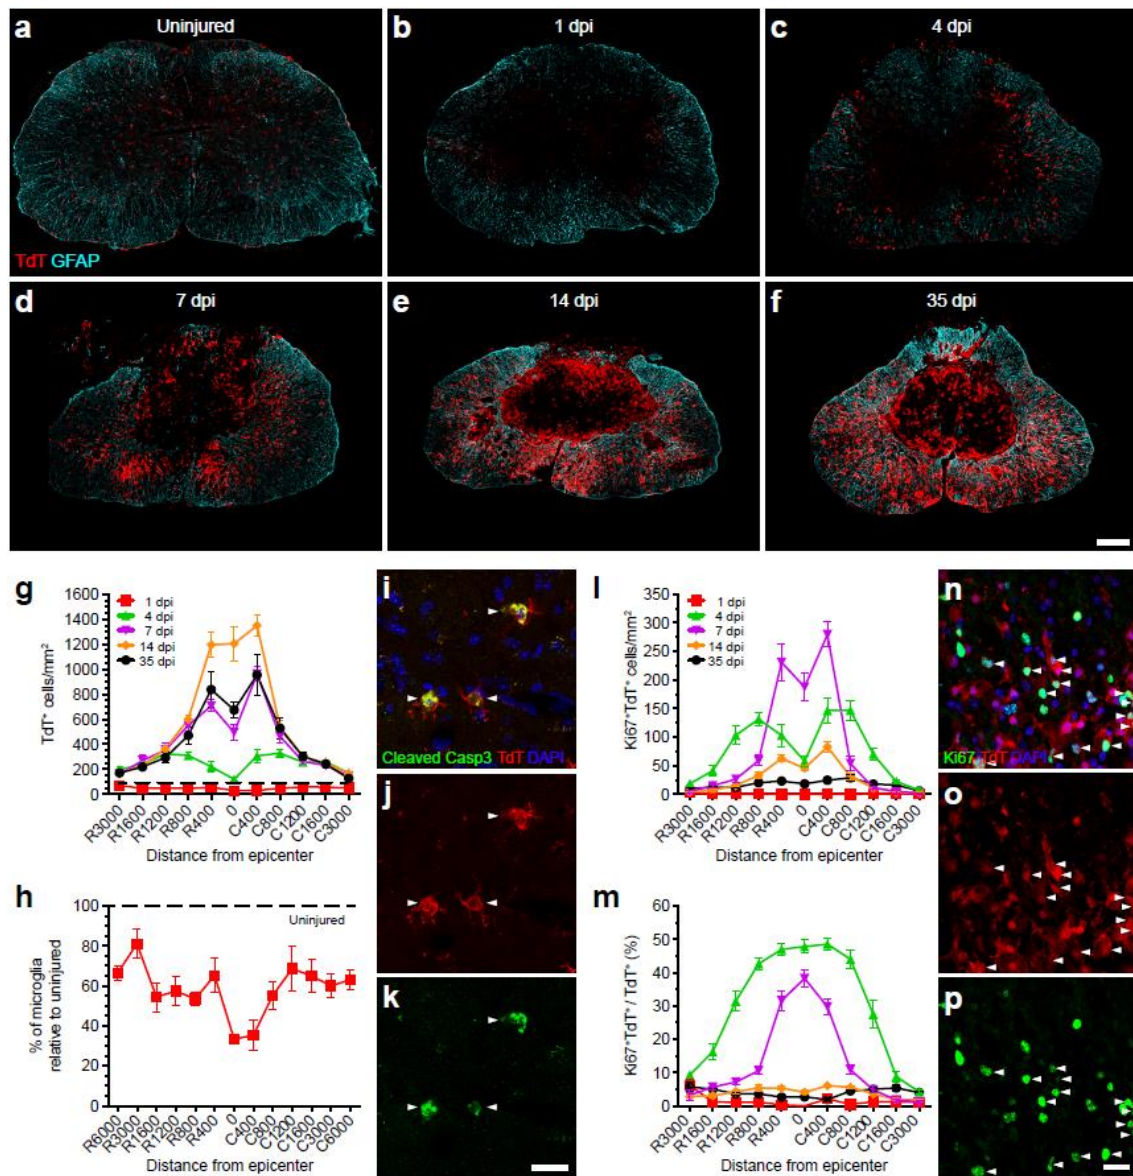 a
Uninjured
TdT GFAP
b
1 dpi
c
4 dpi
d
7 dpi
e
14 dpi
f
35 dpi
g
TdT⁺ cells/mm²
1600
1400
1200
1000
800
600
400
200
0
1 dpi
4 dpi
7 dpi
14 dpi
35 dpi
R3000
R1600
R1200
R800
R400
0
C400
C800
C1200
C1600
C3000
Distance from epicenter
h
% of microglia
relative to uninjured
100
80
60
40
20
0
Uninjured
R6000
R3000
R1600
R1200
R800
R400
0
C400
C800
C1200
C1600
C3000
C6000
Distance from epicenter
i
Cleaved Casp3 TdT DAPI
j
k
l
Ki67⁺TdT⁺ cells/mm²
350
300
250
200
150
100
50
0
1 dpi
4 dpi
7 dpi
14 dpi
35 dpi
R3000
R1600
R1200
R800
R400
0
C400
C800
C1200
C1600
C3000
Distance from epicenter
m
Ki67⁺TdT⁺ / TdT⁺ (%)
60
50
40
30
20
10
0
R3000
R1600
R1200
R800
R400
0
C400
C800
C1200
C1600
C3000
Distance from epicenter
n
Ki67 TdT DAPI
o
p